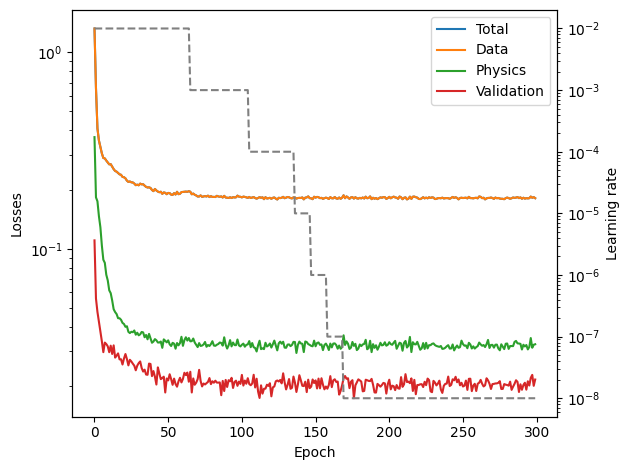 Total
Data
Physics
Validation
Losses
10^0
10^-1
Learning rate
10^-2
10^-3
10^-4
10^-5
10^-6
10^-7
10^-8
0 50 100 150 200 250 300
Epoch